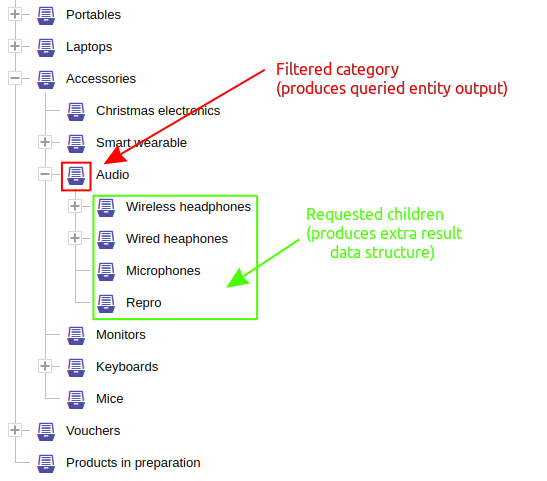 Portables
Laptops
Accessories
Filtered category
(produces queried entity output)
Christmas electronics
Smart wearable
Audio
Wireless headphones
Requested children
(produces extra result
data structure)
Wired heaphones
Microphones
Repro
Monitors
Keyboards
Mice
Vouchers
Products in preparation